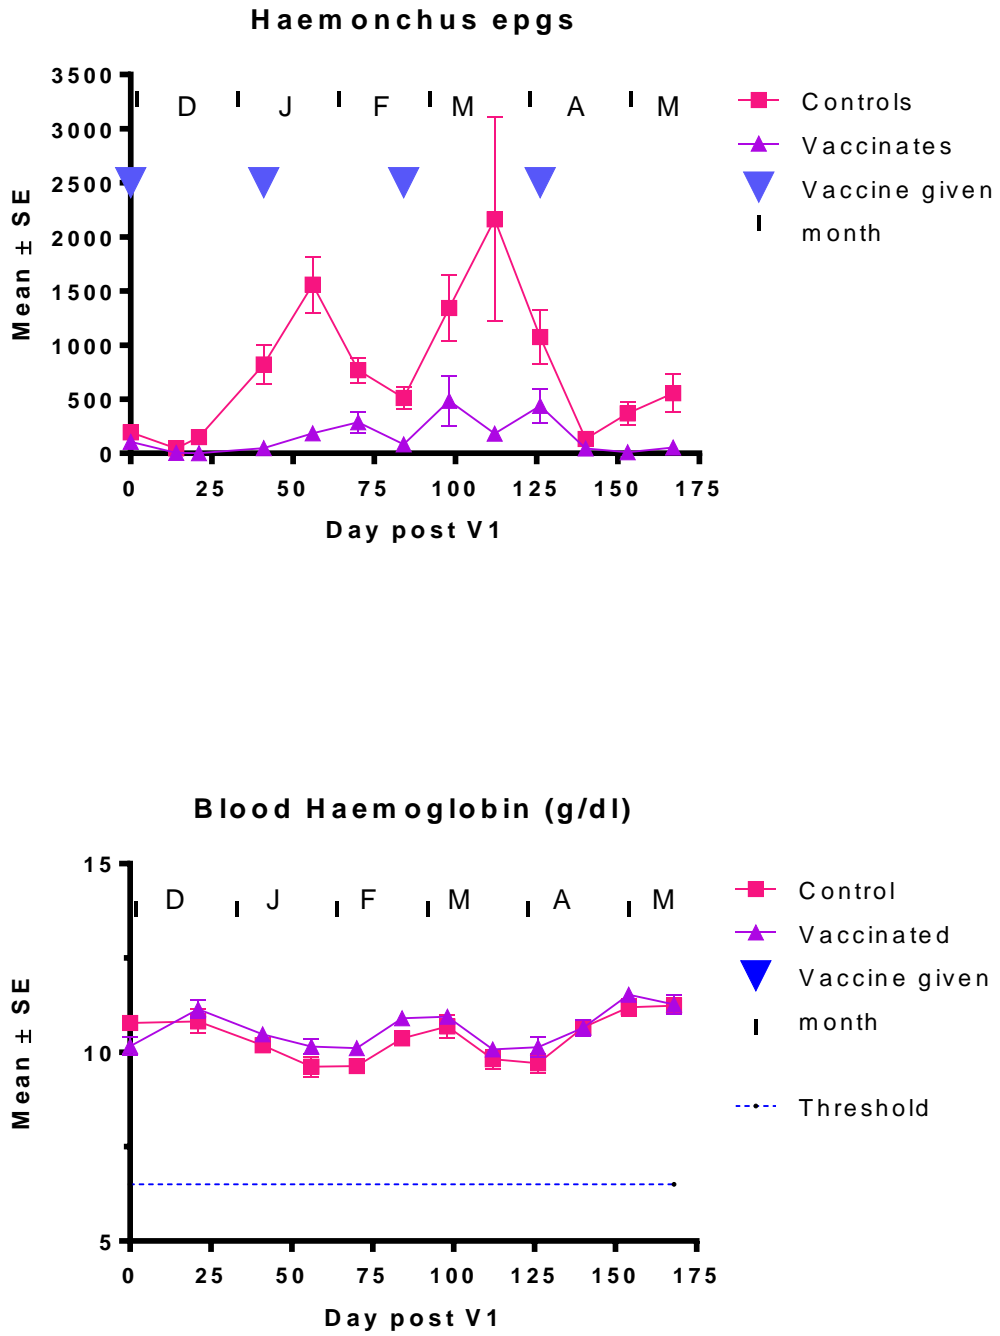 Haemonchus epgs
3500
3000
2500
2000
1500
1000
500
0
Mean ± SE
D J F M A M
Controls
Vaccinates
Vaccine given
month
0 25 50 75 100 125 150 175
Day post V1
Blood Haemoglobin (g/dl)
15
10
5
Mean ± SE
D J F M A M
Control
Vaccinated
Vaccine given
month
Threshold
0 25 50 75 100 125 150 175
Day post V1